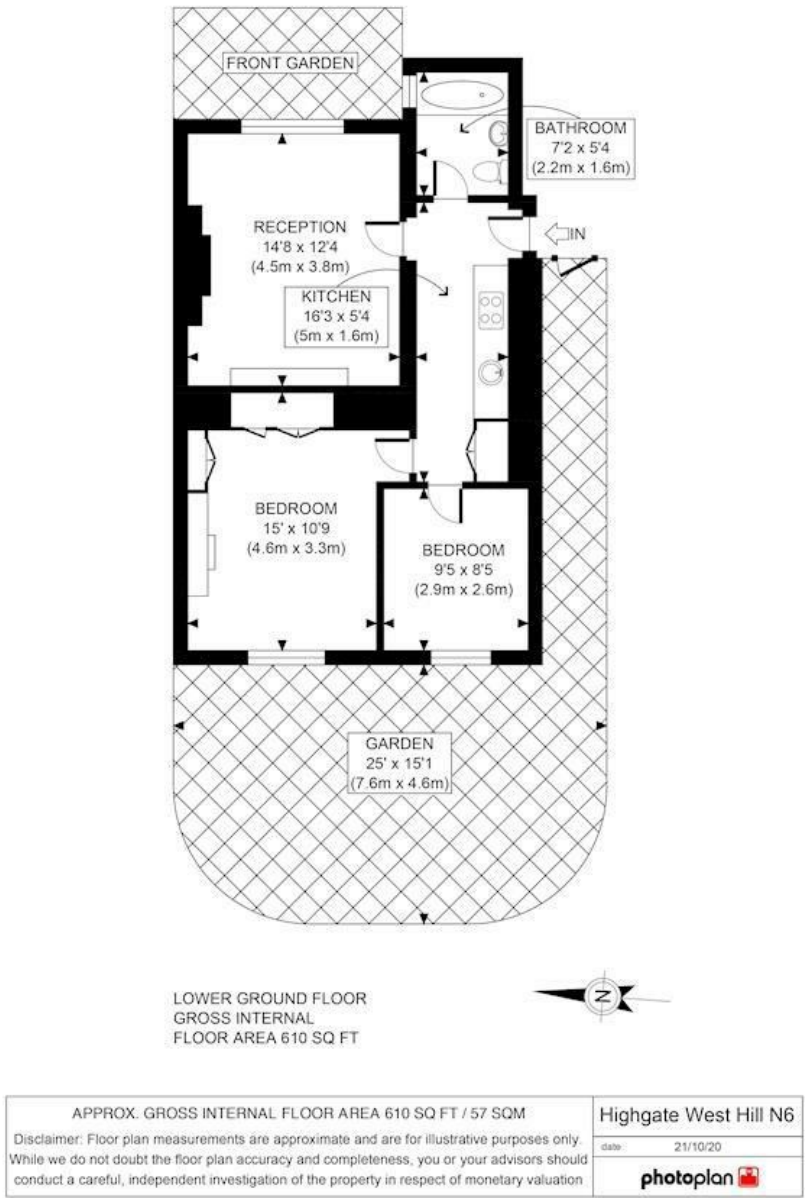 FRONT GARDEN
BATHROOM
7'2 x 5'4
(2.2m x 1.6m)
RECEPTION
14'8 x 12'4
(4.5m x 3.8m)
IN
KITCHEN
16'3 x 5'4
(5m x 1.6m)
BEDROOM
15' x 10'9
(4.6m x 3.3m)
BEDROOM
9'5 x 8'5
(2.9m x 2.6m)
GARDEN
25' x 15'1
(7.6m x 4.6m)
LOWER GROUND FLOOR
GROSS INTERNAL
FLOOR AREA 610 SQ FT
N
APPROX. GROSS INTERNAL FLOOR AREA 610 SQ FT / 57 SQM
Disclaimer: Floor plan measurements are approximate and are for illustrative purposes only.
While we do not doubt the floor plan accuracy and completeness, you or your advisors should
conduct a careful, independent investigation of the property in respect of monetary valuation
Highgate West Hill N6
date 21/10/20
photoplan